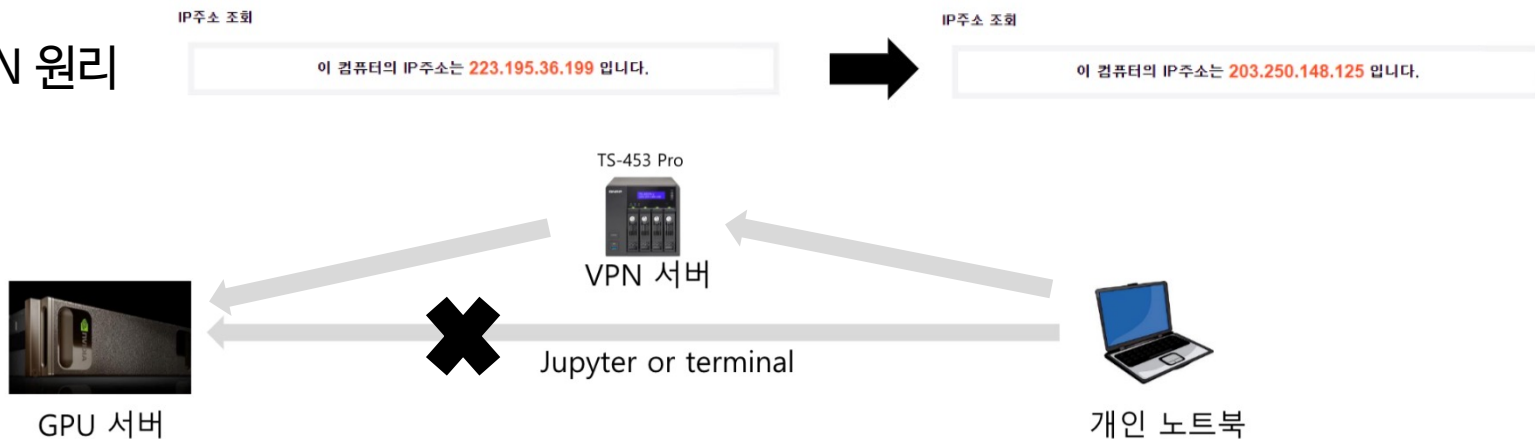 IP주소 조회
IP주소 조회
N 원리
이 컴퓨터의 IP주소는 223.195.36.199 입니다.
이 컴퓨터의 IP주소는 203.250.148.125 입니다.
TS-453 Pro
VPN 서버
Jupyter or terminal
GPU 서버
개인 노트북